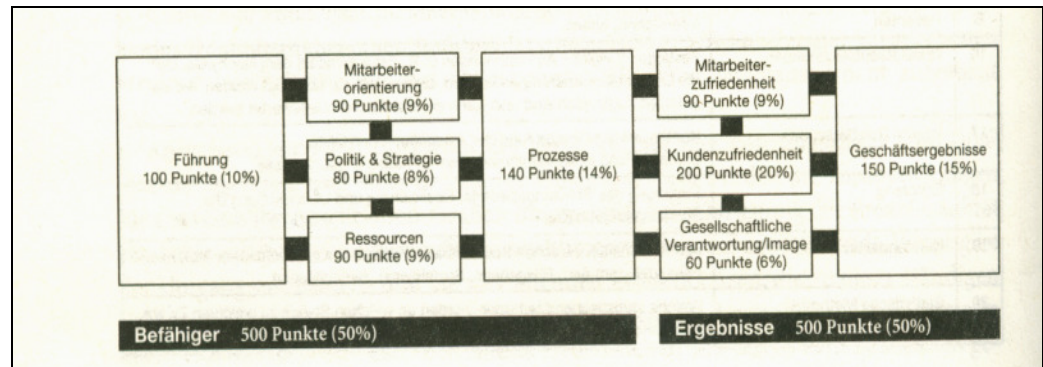 Führung
100 Punkte (10%)
Mitarbeiter-
orientierung
90 Punkte (9%)
Politik & Strategie
80 Punkte (8%)
Ressourcen
90 Punkte (9%)
Prozesse
140 Punkte (14%)
Mitarbeiter-
zufriedenheit
90 Punkte (9%)
Kundenzufriedenheit
200 Punkte (20%)
Gesellschaftliche
Verantwortung/Image
60 Punkte (6%)
Geschäftsergebnisse
150 Punkte (15%)
Befähiger 500 Punkte (50%)
Ergebnisse 500 Punkte (50%)